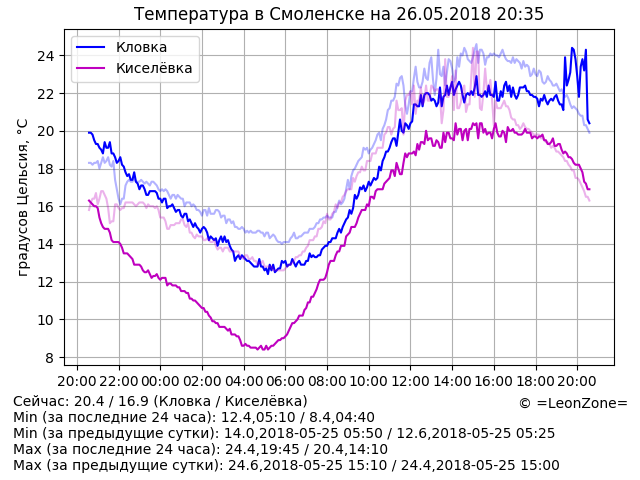 Температура в Смоленске на 26.05.2018 20:35
Кловка
Киселёвка
градусов Цельсия, °C
24
22
20
18
16
14
12
10
8
20:00 22:00 00:00 02:00 04:00 06:00 08:00 10:00 12:00 14:00 16:00 18:00 20:00
Сейчас: 20.4 / 16.9 (Кловка / Киселёвка)
© =LeonZone=
Min (за последние 24 часа): 12.4,05:10 / 8.4,04:40
Min (за предыдущие сутки): 14.0,2018-05-25 05:50 / 12.6,2018-05-25 05:25
Max (за последние 24 часа): 24.4,19:45 / 20.4,14:10
Max (за предыдущие сутки): 24.6,2018-05-25 15:10 / 24.4,2018-05-25 15:00